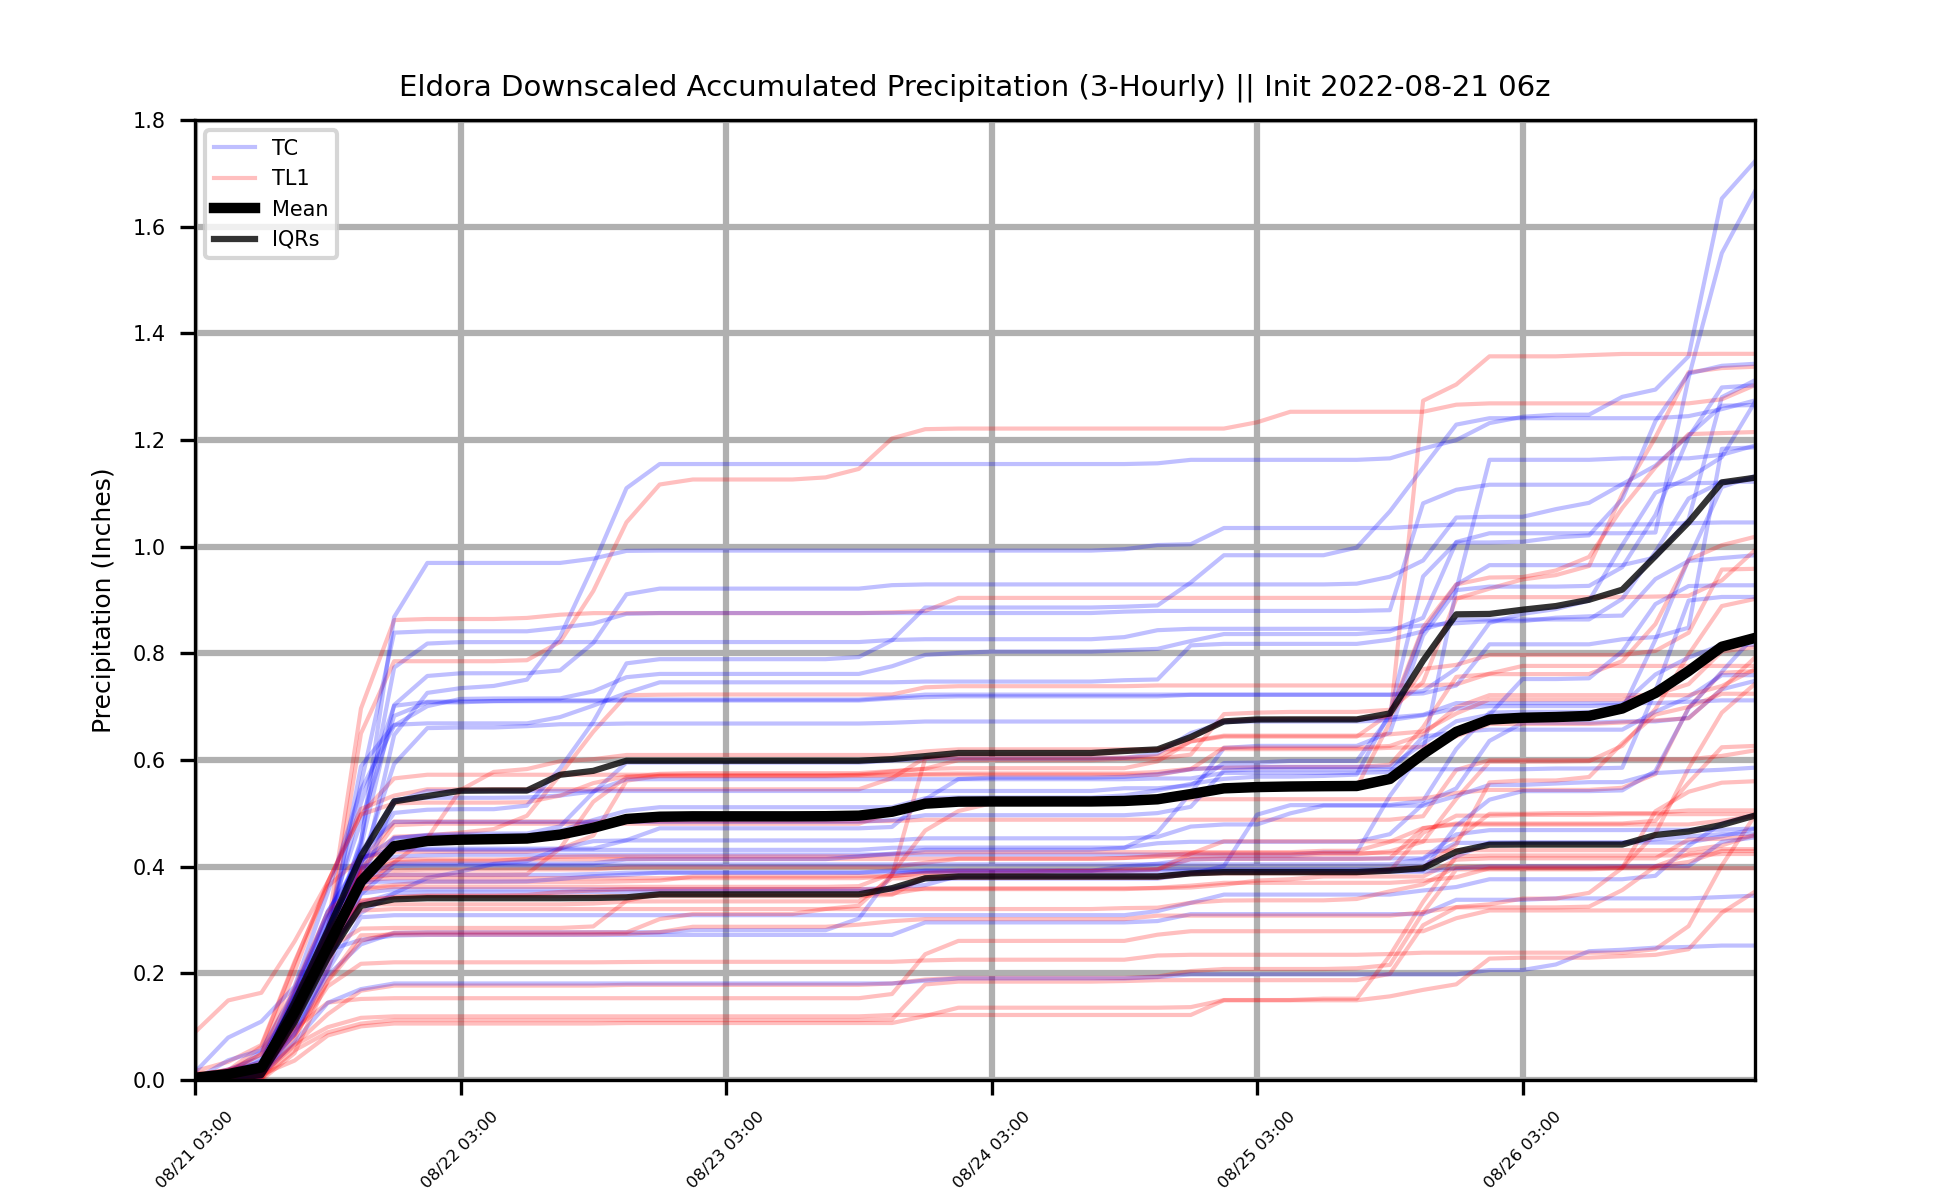 Eldora Downscaled Accumulated Precipitation (3-Hourly) || Init 2022-08-21 06z
TC
TL1
Mean
IQRs
Precipitation (Inches)
1.8
1.6
1.4
1.2
1.0
0.8
0.6
0.4
0.2
0.0
08/21 03:00
08/22 03:00
08/23 03:00
08/24 03:00
08/25 03:00
08/26 03:00